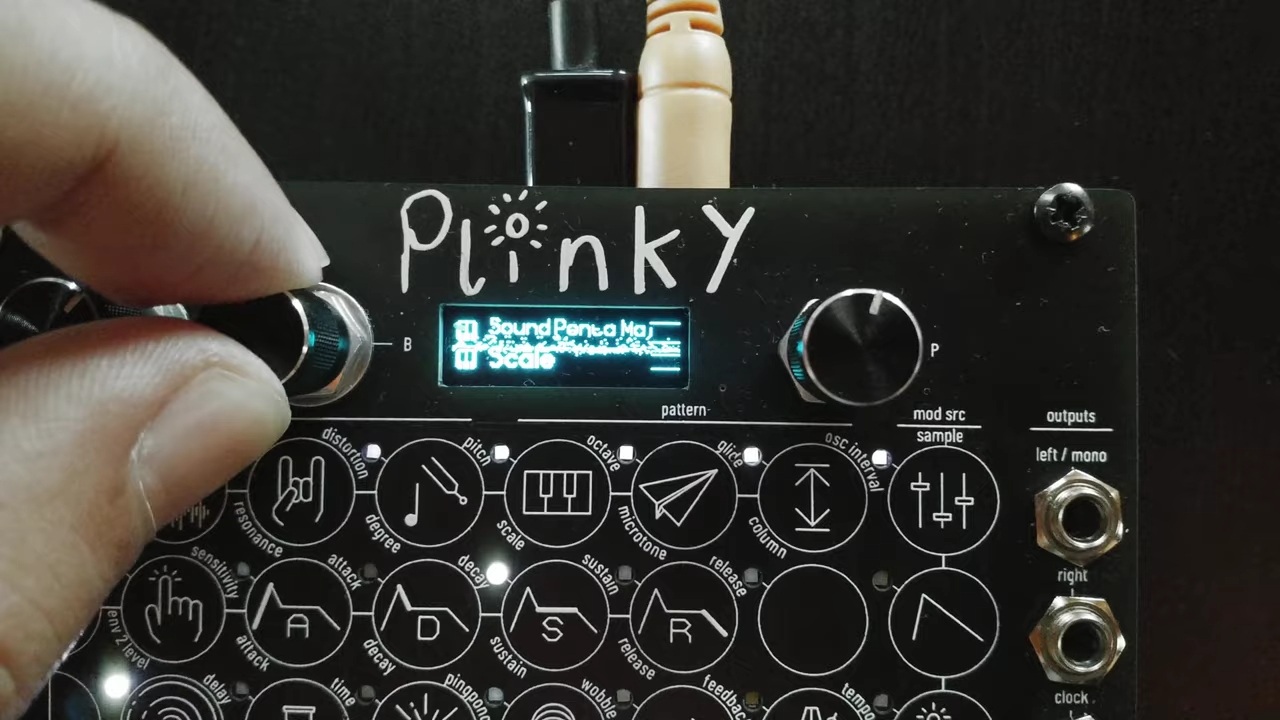 Plinky
B
Sound Penta Maj
Scale
P
pattern
mod src
sample
outputs
left / mono
distortion
pitch
octave
glide
osc interval
resonance
degree
scale
microtone
column
right
sensitivity
attack
decay
sustain
release
A
D
S
R
env 2 level
attack
decay
sustain
release
clock
delay
time
pingpong
wobble
feedback
tempo